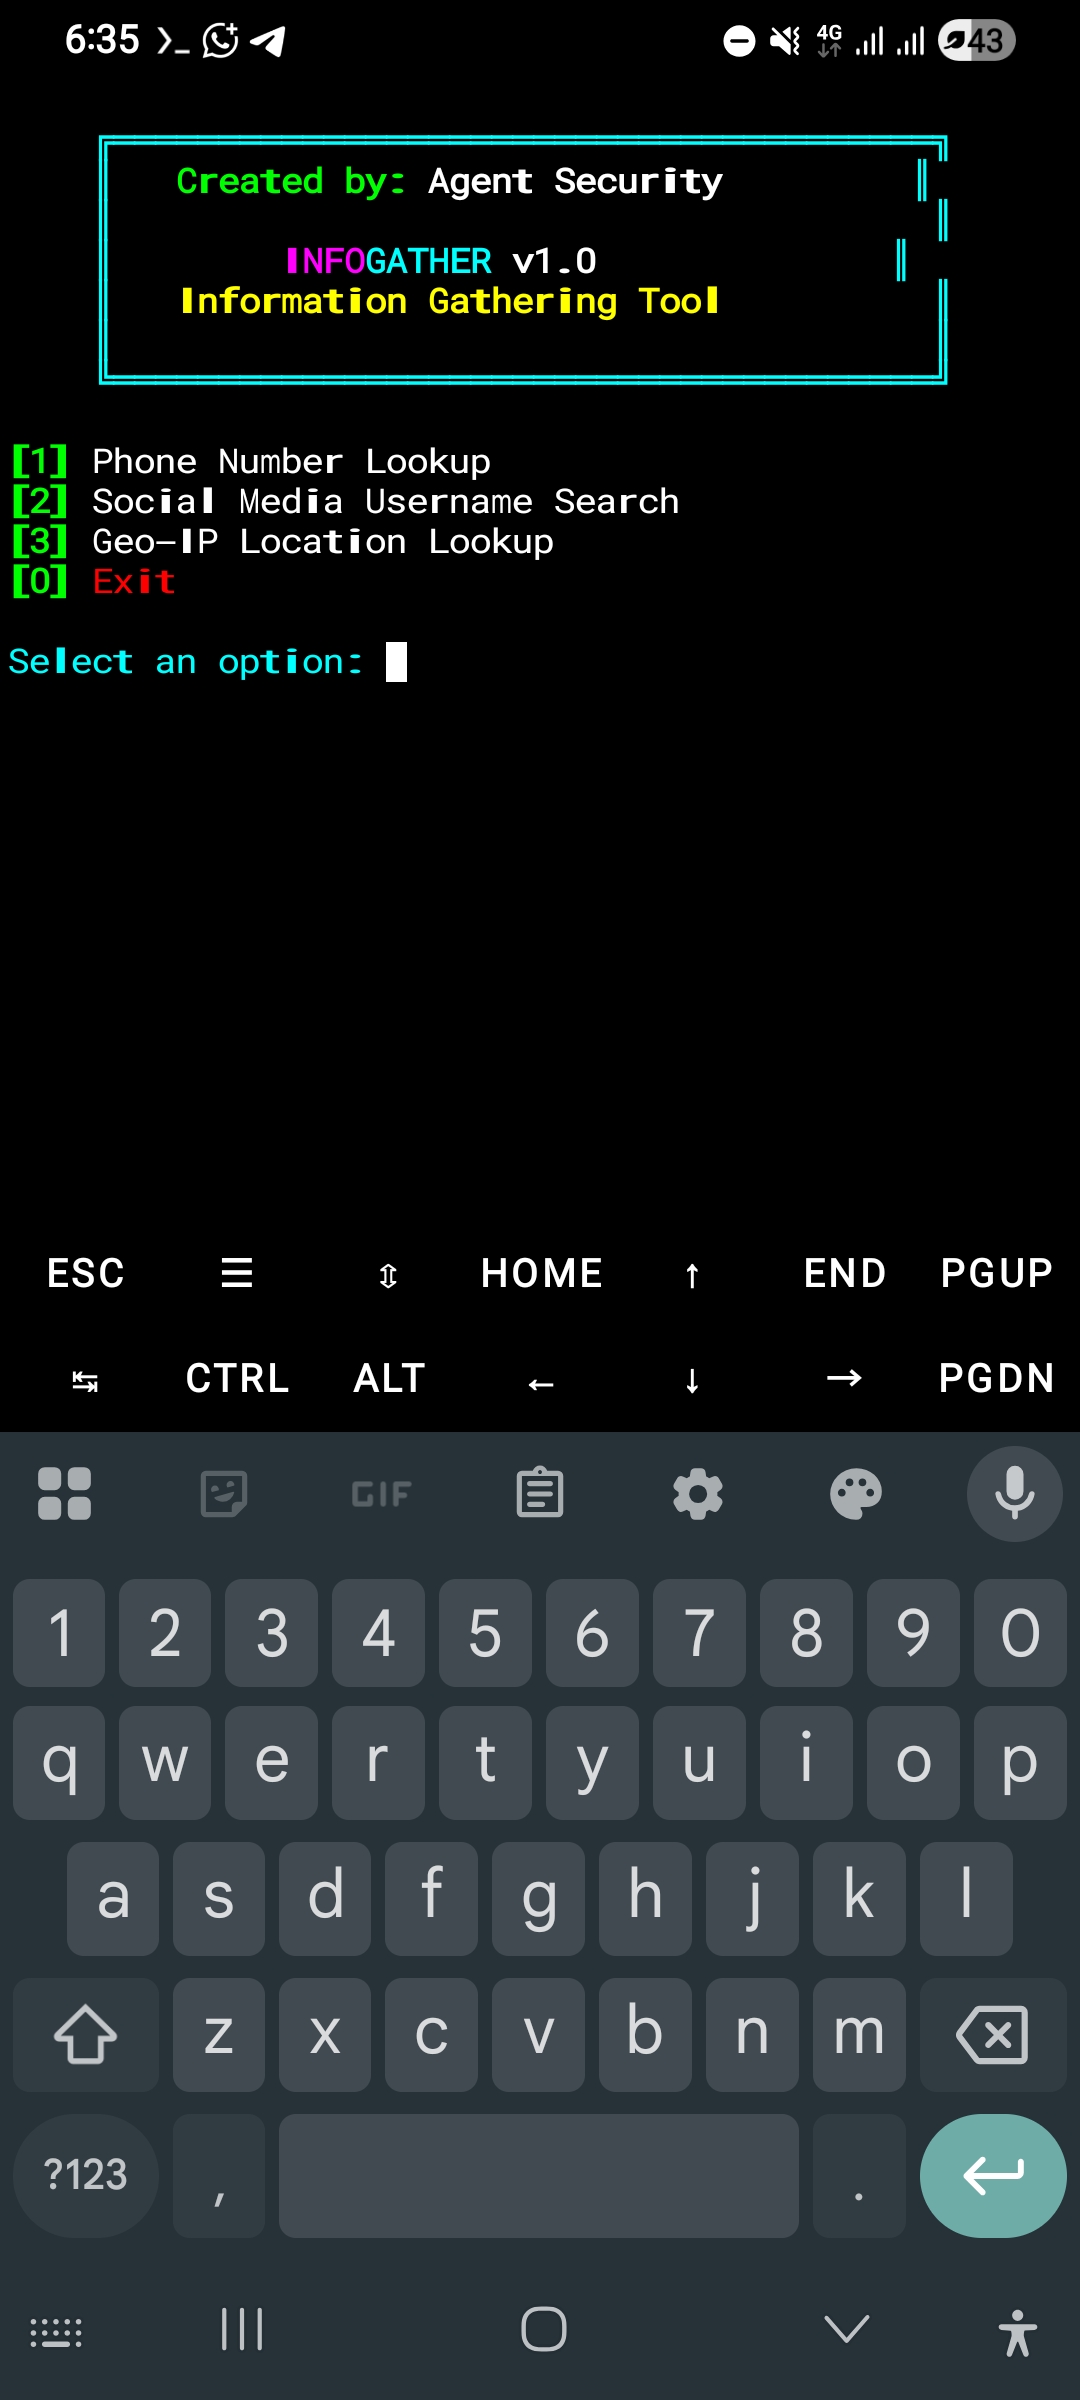 6:35
4G
43
Created by: Agent Security
INFOGATHER v1.0
Information Gathering Tool
[1] Phone Number Lookup
[2] Social Media Username Search
[3] Geo-IP Location Lookup
[0] Exit
Select an option:
ESC ☰ ⇳ HOME ↑ END PGUP
↹ CTRL ALT ← ↓ → PGDN
GIF
1 2 3 4 5 6 7 8 9 0
q w e r t y u i o p
a s d f g h j k l
z x c v b n m
?123 , .